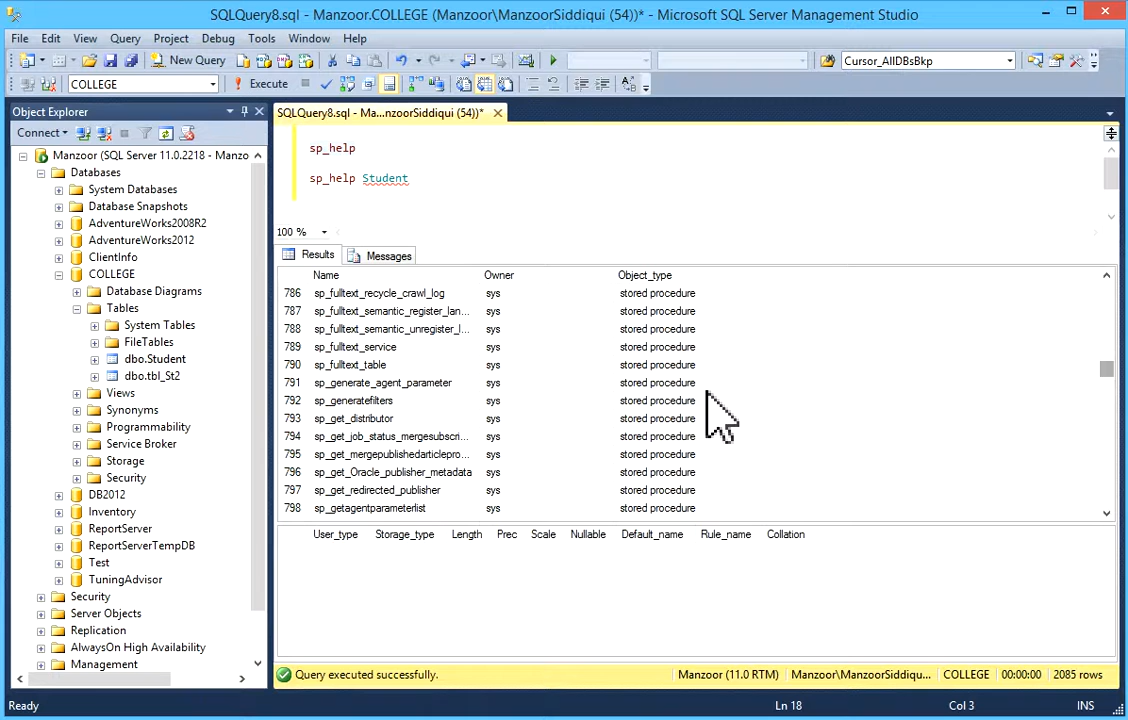 SQLQuery8.sql - Manzoor.COLLEGE (Manzoor\ManzoorSiddiqui (54))* - Microsoft SQL Server Management Studio
File Edit View Query Project Debug Tools Window Help
New Query Cursor_AllDBsBkp
COLLEGE Execute
Object Explorer
SQLQuery8.sql - Ma...nzoorSiddiqui (54))*
Connect
Manzoor (SQL Server 11.0.2218 - Manzo
Databases
System Databases
Database Snapshots
AdventureWorks2008R2
AdventureWorks2012
ClientInfo
COLLEGE
Database Diagrams
Tables
System Tables
FileTables
dbo.Student
dbo.tbl_St2
Views
Synonyms
Programmability
Service Broker
Storage
Security
DB2012
Inventory
ReportServer
ReportServerTempDB
Test
TuningAdvisor
Security
Server Objects
Replication
AlwaysOn High Availability
Management
sp_help
sp_help Student
100 %
Results Messages
Name Owner Object_type
786 sp_fulltext_recycle_crawl_log sys stored procedure
787 sp_fulltext_semantic_register_lan... sys stored procedure
788 sp_fulltext_semantic_unregister_l... sys stored procedure
789 sp_fulltext_service sys stored procedure
790 sp_fulltext_table sys stored procedure
791 sp_generate_agent_parameter sys stored procedure
792 sp_generatefilters sys stored procedure
793 sp_get_distributor sys stored procedure
794 sp_get_job_status_mergesubscri... sys stored procedure
795 sp_get_mergepublishedarticlepro... sys stored procedure
796 sp_get_Oracle_publisher_metadata sys stored procedure
797 sp_get_redirected_publisher sys stored procedure
798 sp_getagentparameterlist sys stored procedure
User_type Storage_type Length Prec Scale Nullable Default_name Rule_name Collation
Query executed successfully. Manzoor (11.0 RTM) Manzoor\ManzoorSiddiqu... COLLEGE 00:00:00 2085 rows
Ready Ln 18 Col 3 INS